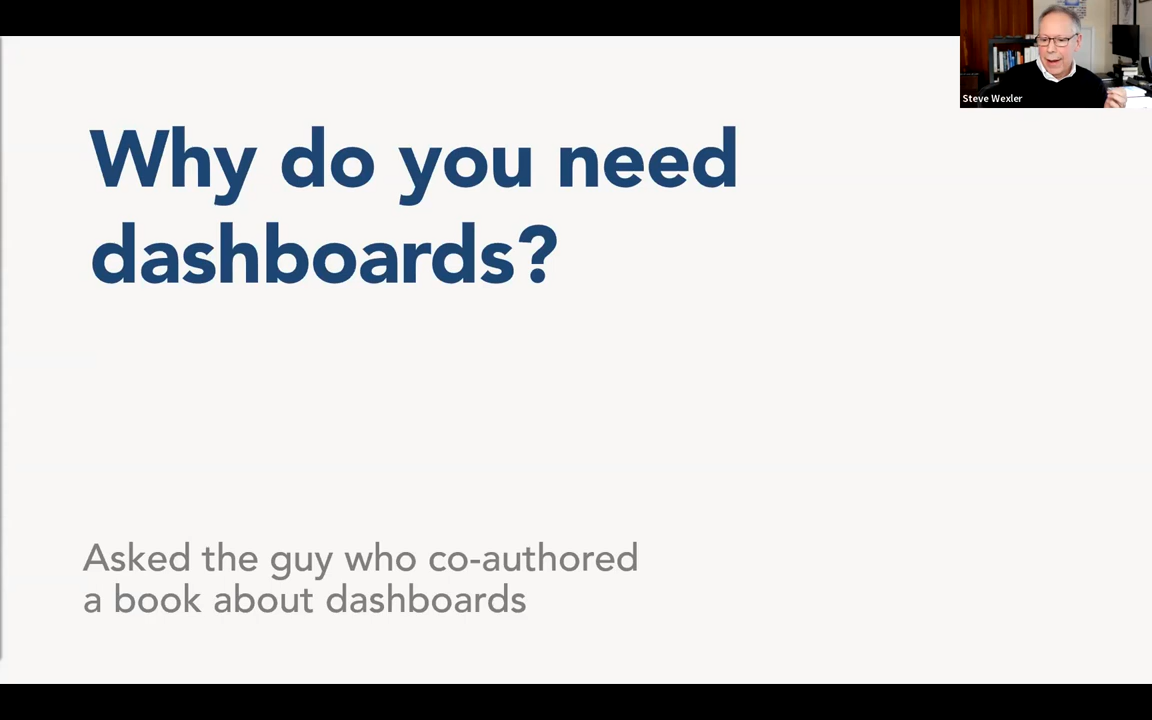 Why do you need
dashboards?
Asked the guy who co-authored
a book about dashboards
Steve Wexler